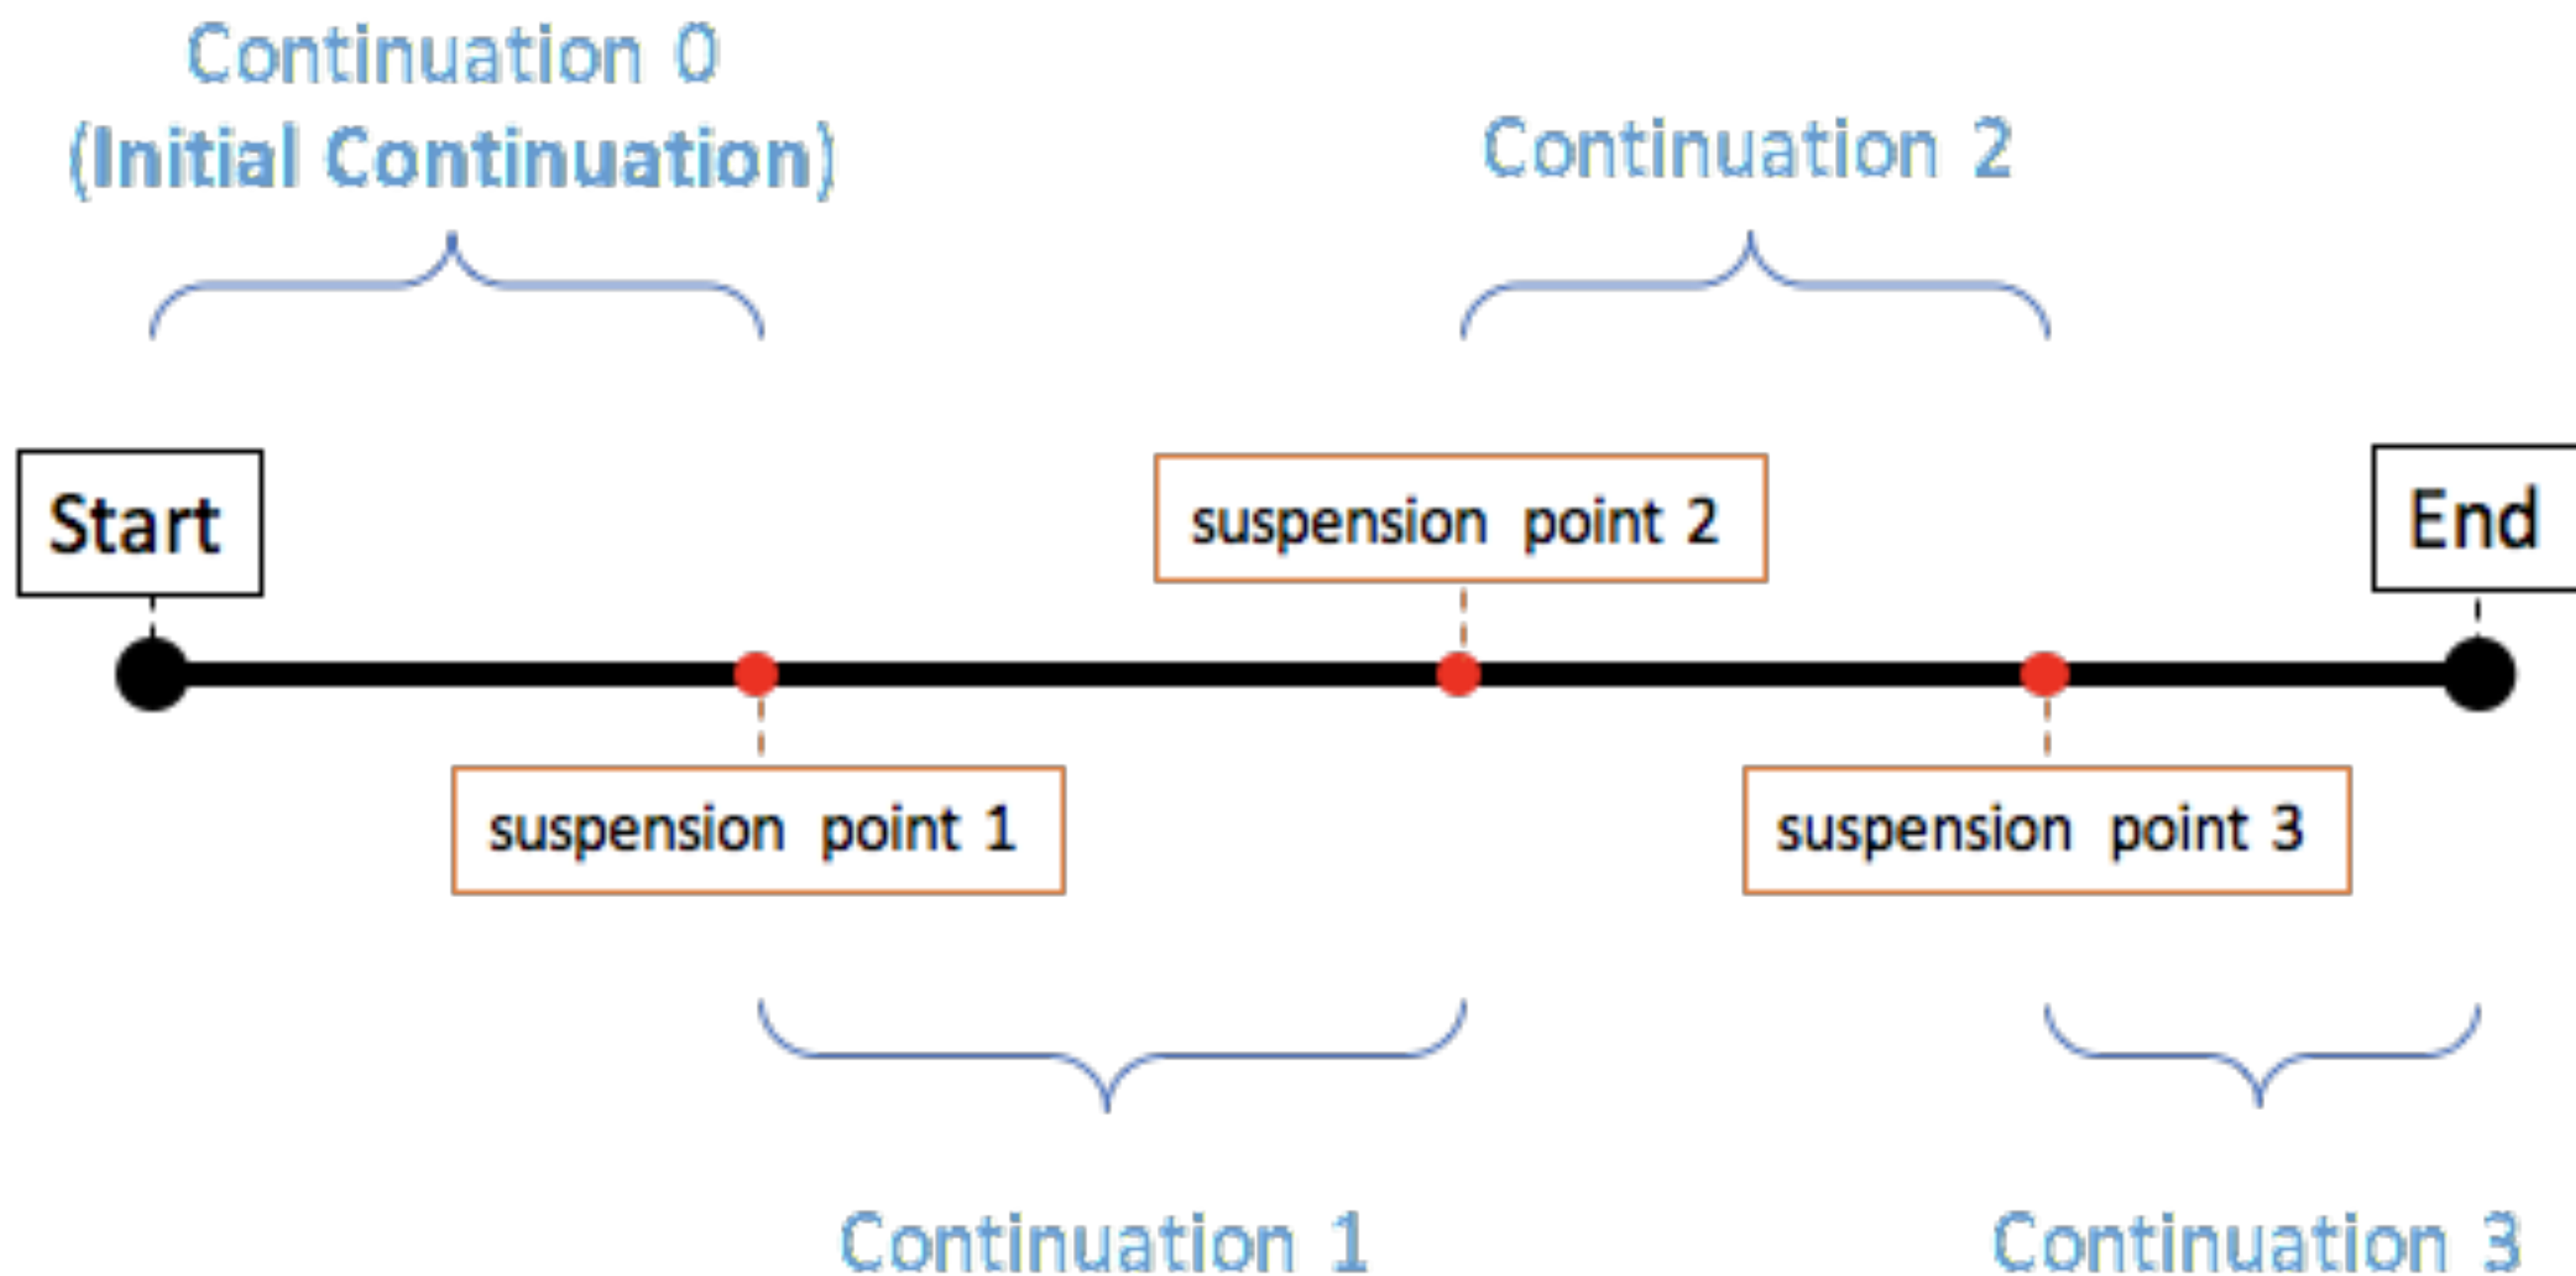 Continuation 0
(Initial Continuation)
Continuation 2
Start
suspension point 2
End
suspension point 1
suspension point 3
Continuation 1
Continuation 3